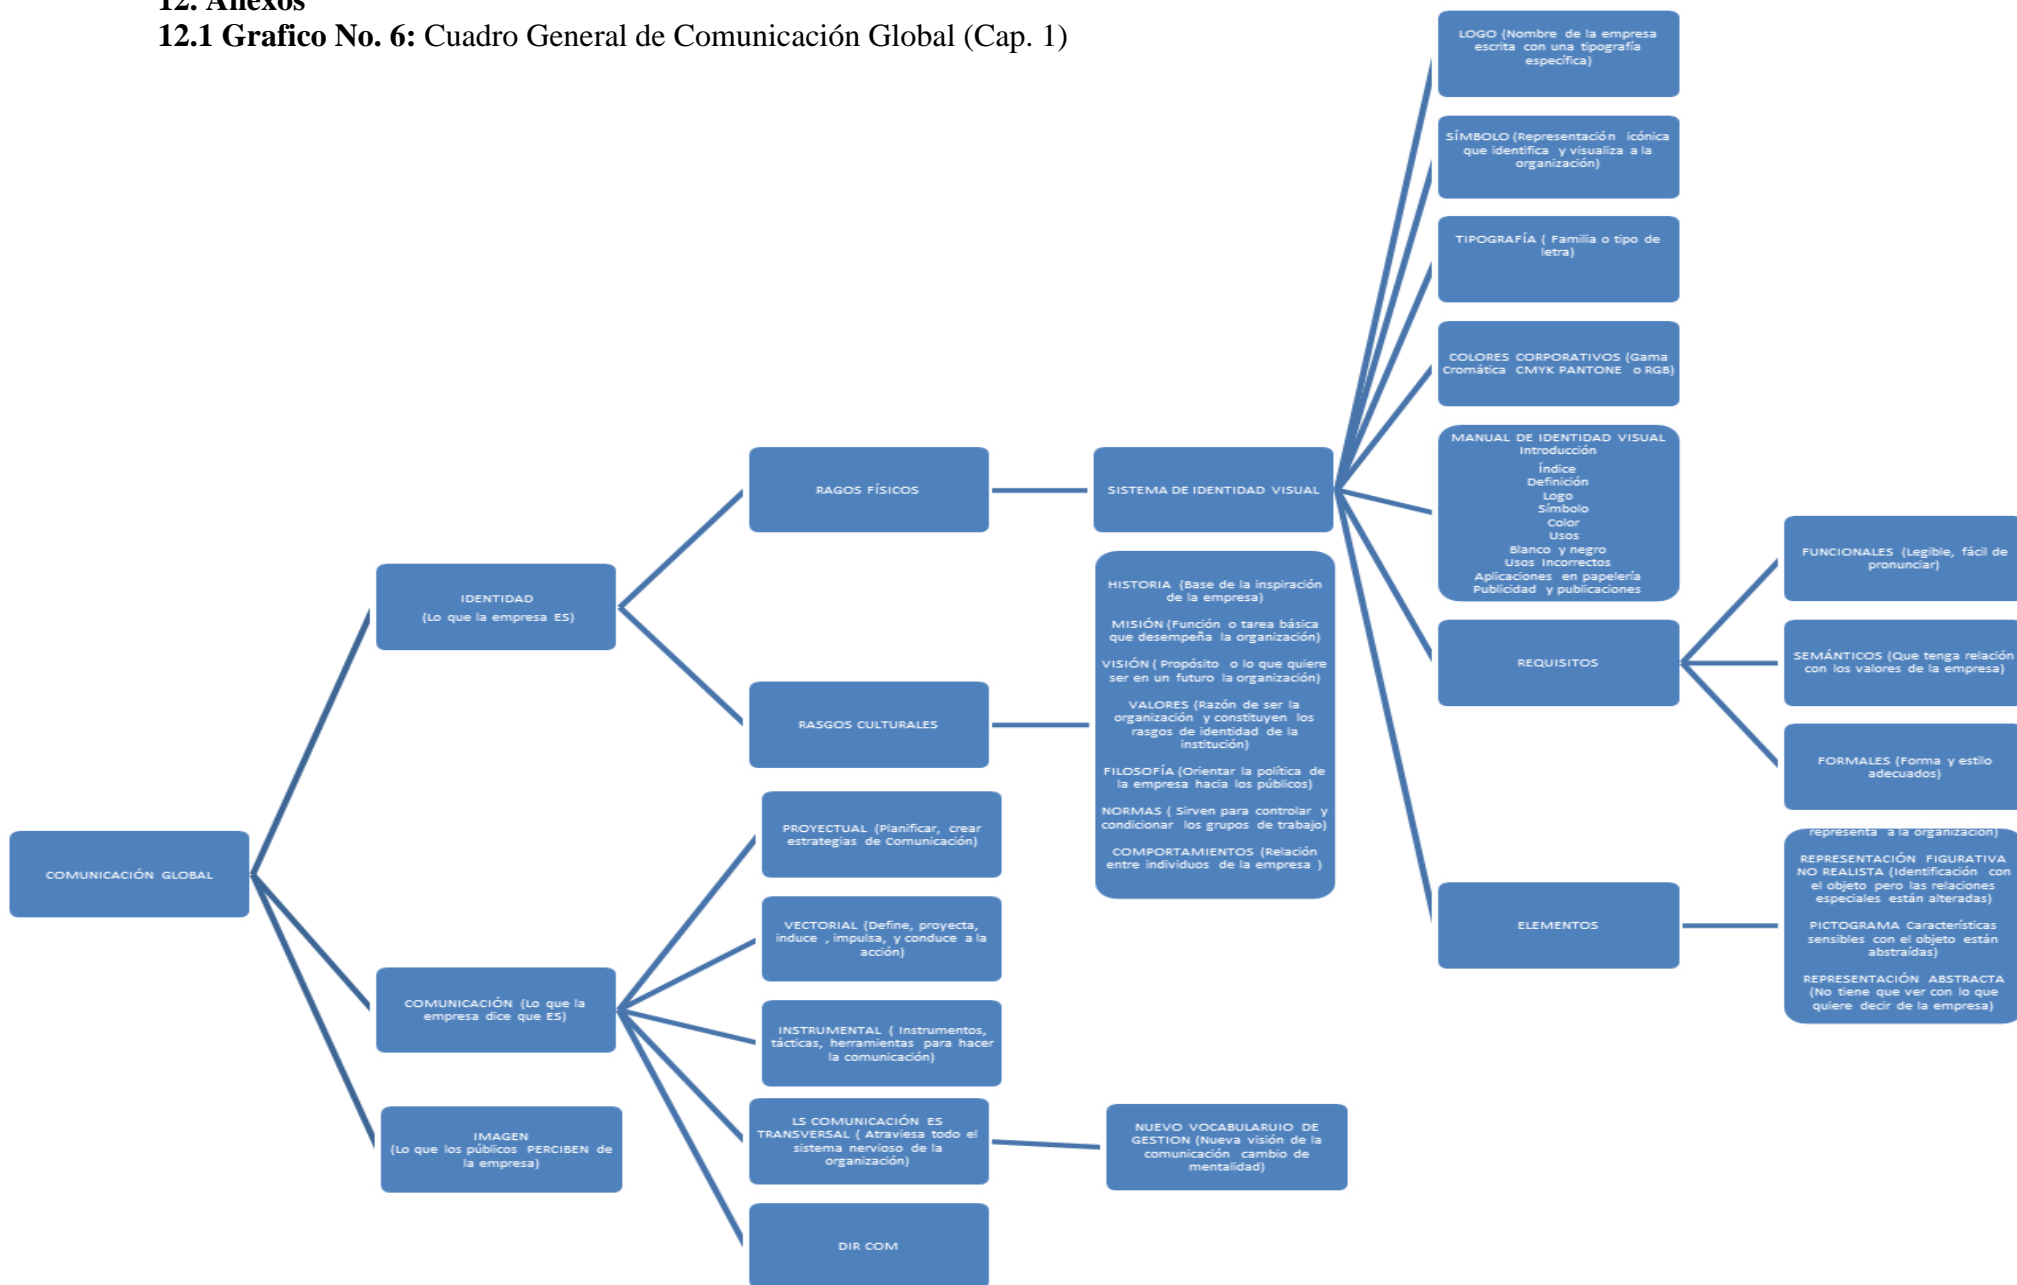 12. Anexos
12.1 Grafico No. 6: Cuadro General de Comunicación Global (Cap. 1)
COMUNICACIÓN GLOBAL
IDENTIDAD
(Lo que la empresa ES)
RAGOS FÍSICOS
SISTEMA DE IDENTIDAD VISUAL
LOGO (Nombre de la empresa
escrita con una tipografía
específica)
SÍMBOLO (Representación icónica
que identifica y visualiza a la
organización)
TIPOGRAFÍA ( Familia o tipo de
letra)
COLORES CORPORATIVOS (Gama
Cromática CMYK PANTONE o RGB)
MANUAL DE IDENTIDAD VISUAL
Introducción
Índice
Definición
Logo
Símbolo
Color
Usos
Blanco y negro
Usos Incorrectos
Aplicaciones en papelería
Publicidad y publicaciones
REQUISITOS
FUNCIONALES (Legible, fácil de
pronunciar)
SEMÁNTICOS (Que tenga relación
con los valores de la empresa)
FORMALES (Forma y estilo
adecuados)
ELEMENTOS
representa a la organización)
REPRESENTACIÓN FIGURATIVA
NO REALISTA (Identificación con
el objeto pero las relaciones
especiales están alteradas)
PICTOGRAMA Características
sensibles con el objeto están
abstraídas)
REPRESENTACIÓN ABSTRACTA
(No tiene que ver con lo que
quiere decir de la empresa)
RASGOS CULTURALES
HISTORIA (Base de la inspiración
de la empresa)
MISIÓN (Función o tarea básica
que desempeña la organización)
VISIÓN ( Propósito o lo que quiere
ser en un futuro la organización)
VALORES (Razón de ser la
organización y constituyen los
rasgos de identidad de la
institución)
FILOSOFÍA (Orientar la política de
la empresa hacia los públicos)
NORMAS ( Sirven para controlar y
condicionar los grupos de trabajo)
COMPORTAMIENTOS (Relación
entre individuos de la empresa )
COMUNICACIÓN (Lo que la
empresa dice que ES)
PROYECTUAL (Planificar, crear
estrategias de Comunicación)
VECTORIAL (Define, proyecta,
induce , impulsa, y conduce a la
acción)
INSTRUMENTAL ( Instrumentos,
tácticas, herramientas para hacer
la comunicación)
LS COMUNICACIÓN ES
TRANSVERSAL ( Atraviesa todo el
sistema nervioso de la
organización)
NUEVO VOCABULARUIO DE
GESTION (Nueva visión de la
comunicación cambio de
mentalidad)
DIR COM
IMAGEN
(Lo que los públicos PERCIBEN de
la empresa)